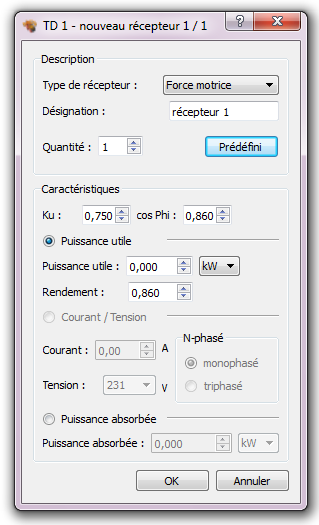 TD 1 - nouveau récepteur 1 / 1
Description
Type de récepteur : Force motrice
Désignation : récepteur 1
Quantité : 1 Prédéfini
Caractéristiques
Ku : 0,750 cos Phi : 0,860
Puissance utile
Puissance utile : 0,000 kW
Rendement : 0,860
Courant / Tension
N-phasé
Courant : 0,00 A
monophasé
Tension : 231 V
triphasé
Puissance absorbée
Puissance absorbée : 0,000 kW
OK Annuler